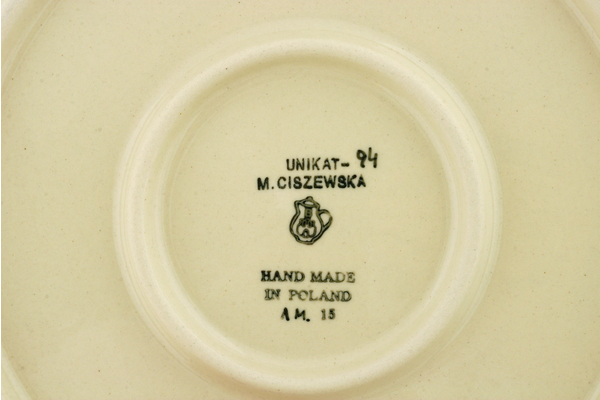 UNIKAT-94
M.CISZEWSKA
HAND MADE
IN POLAND
AM. 15